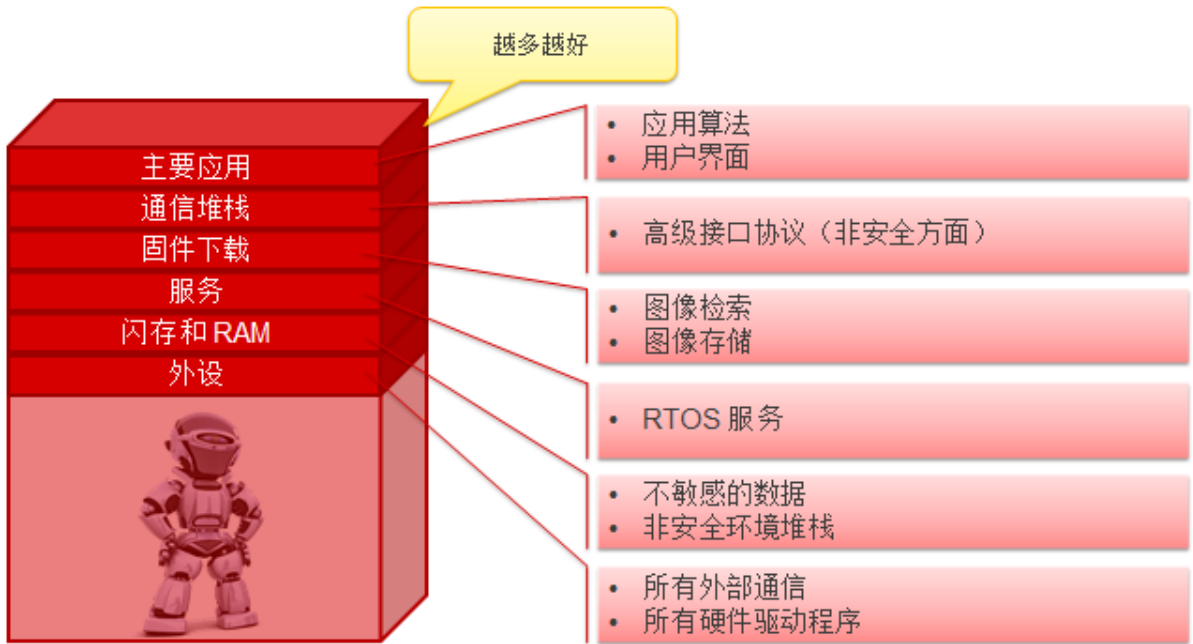 越多越好
主要应用
通信堆栈
固件下载
服务
闪存和 RAM
外设
• 应用算法
• 用户界面
• 高级接口协议（非安全方面）
• 图像检索
• 图像存储
• RTOS 服务
• 不敏感的数据
• 非安全环境堆栈
• 所有外部通信
• 所有硬件驱动程序